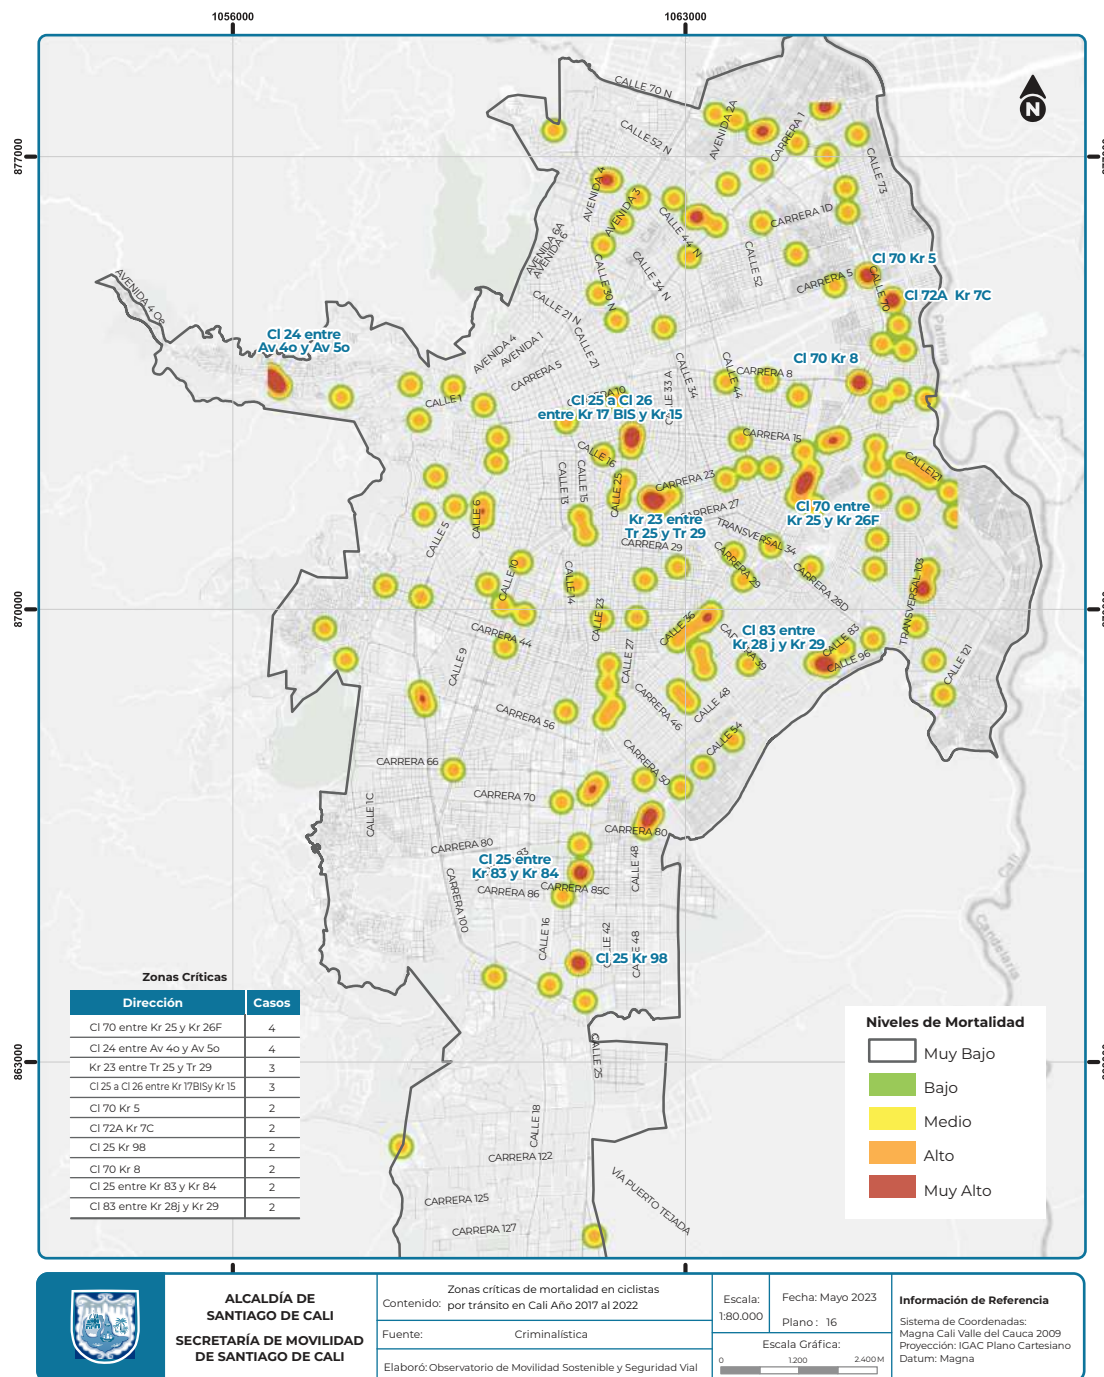 1056000
1063000
877000
870000
863000
CALLE 70 N
CALLE 52 N
AVENIDA 2A
CARRERA 1
CALLE 73
AVENIDA 4
AVENIDA 3
CALLE 44 N
CARRERA 1D
AVENIDA 6A
AVENIDA 6
CALLE 34 N
CALLE 52
CALLE 30 N
CARRERA 5
CALLE 70
Cl 70 Kr 5
Cl 72A Kr 7C
AVENIDA 4 Oe
CALLE 21 N
CALLE 21
AVENIDA 4
AVENIDA 1
CARRERA 5
Palmira
Cl 24 entre
Av 4o y Av 5o
Cl 70 Kr 8
CALLE 34
CALLE 44
CARRERA 8
CALLE 33 A
CALLE 1
Cl 25 a Cl 26
entre Kr 17 BIS y Kr 15
CARRERA 15
CALLE 16
CALLE 13
CALLE 15
CALLE 25
CARRERA 23
CALLE121
CARRERA 27
Cl 70 entre
Kr 25 y Kr 26F
Kr 23 entre
Tr 25 y Tr 29
CALLE 5
CALLE 6
TRANSVERSAL 34
CARRERA 29
CARRERA 29
CARRERA 28D
TRANSVERSAL 103
CALLE 10
CALLE 14
CALLE 23
CALLE 36
Cl 83 entre
Kr 28 j y Kr 29
CARRERA 39
CALLE 83
CALLE 96
CARRERA 44
CALLE 9
CALLE 27
CALLE 121
CARRERA 46
CALLE 48
CARRERA 56
CALLE 54
CARRERA 50
CARRERA 66
CARRERA 70
CALLE 1C
CARRERA 80
CARRERA 80
Cl 25 entre
Kr 83 y Kr 84
CALLE 48
CARRERA 86
CARRERA 85C
CARRERA 100
CALLE 16
CALLE 42
CALLE 48
Cl 25 Kr 98
Cali
Candelaria
CALLE 25
CALLE 18
CARRERA 122
CARRERA 125
CARRERA 127
VÍA PUERTO TEJADA
N
Zonas Críticas
Dirección Casos
Cl 70 entre Kr 25 y Kr 26F 4
Cl 24 entre Av 4o y Av 5o 4
Kr 23 entre Tr 25 y Tr 29 3
Cl 25 a Cl 26 entre Kr 17BISy Kr 15 3
Cl 70 Kr 5 2
Cl 72A Kr 7C 2
Cl 25 Kr 98 2
Cl 70 Kr 8 2
Cl 25 entre Kr 83 y Kr 84 2
Cl 83 entre Kr 28j y Kr 29 2
Niveles de Mortalidad
Muy Bajo
Bajo
Medio
Alto
Muy Alto
ALCALDÍA DE
SANTIAGO DE CALI
SECRETARÍA DE MOVILIDAD
DE SANTIAGO DE CALI
Contenido: Zonas críticas de mortalidad en ciclistas
por tránsito en Cali Año 2017 al 2022
Fuente: Criminalística
Elaboró: Observatorio de Movilidad Sostenible y Seguridad Vial
Escala:
1:80.000
Fecha: Mayo 2023
Plano : 16
Escala Gráfica:
0 1.200 2.400 M
Información de Referencia
Sistema de Coordenadas:
Magna Cali Valle del Cauca 2009
Proyección: IGAC Plano Cartesiano
Datum: Magna